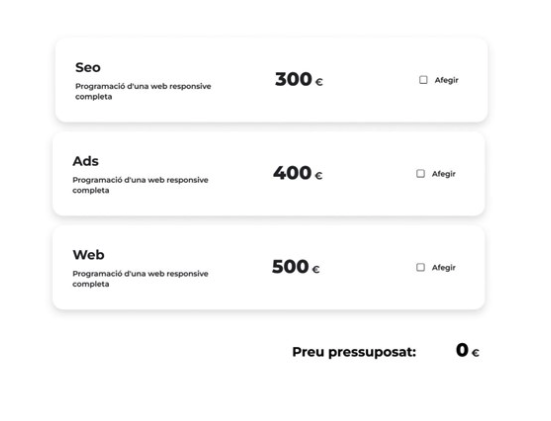 Seo
Programació d'una web responsive
completa
300 €
Afegir
Ads
Programació d'una web responsive
completa
400 €
Afegir
Web
Programació d'una web responsive
completa
500 €
Afegir
Preu pressuposat: 0 €